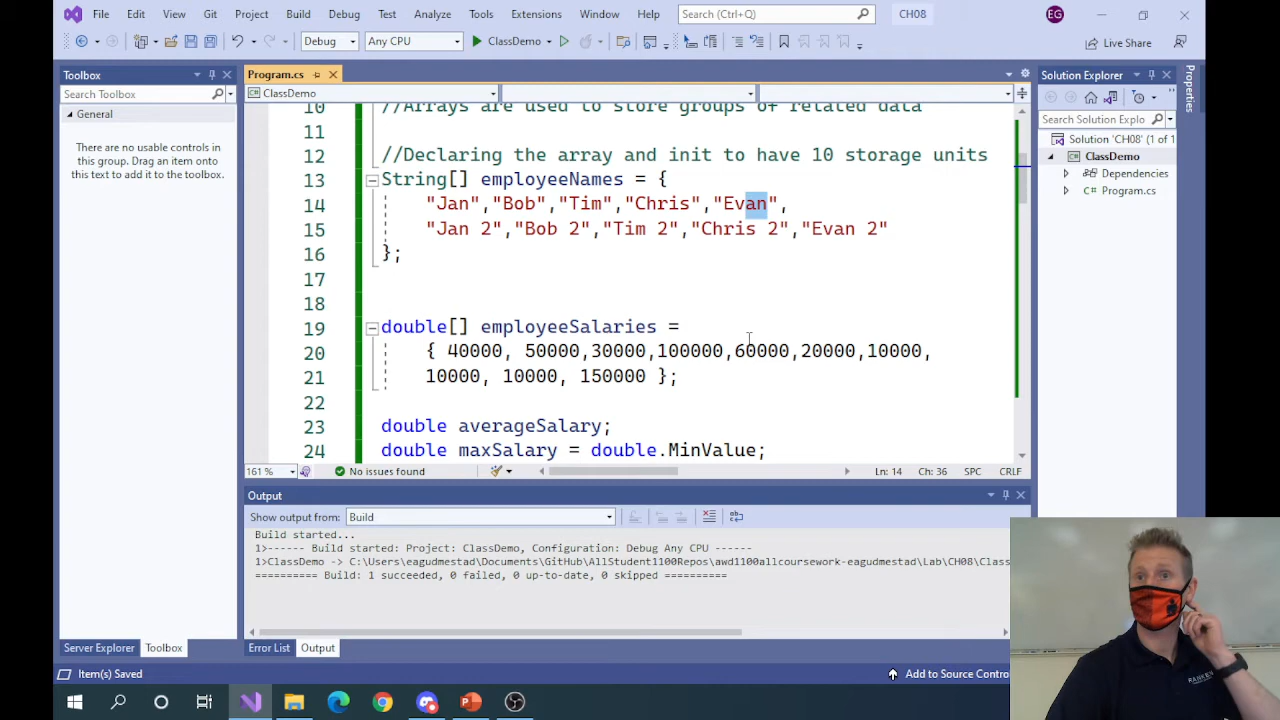 File Edit View Git Project Build Debug Test Analyze Tools Extensions Window Help Search (Ctrl+Q) CH08 EG
Debug Any CPU ClassDemo Live Share
Toolbox
Search Toolbox
General
There are no usable controls in
this group. Drag an item onto
this text to add it to the toolbox.
Program.cs
ClassDemo
10 //Arrays are used to store groups of related data
11
12 //Declaring the array and init to have 10 storage units
13 String[] employeeNames = {
14 "Jan","Bob","Tim","Chris","Evan",
15 "Jan 2","Bob 2","Tim 2","Chris 2","Evan 2"
16 };
17
18
19 double[] employeeSalaries =
20 { 40000, 50000,30000,100000,60000,20000,10000,
21 10000, 10000, 150000 };
22
23 double averageSalary;
24 double maxSalary = double.MinValue;
161 % No issues found Ln: 14 Ch: 36 SPC CRLF
Output
Show output from: Build
Build started...
1>------ Build started: Project: ClassDemo, Configuration: Debug Any CPU ------
1>ClassDemo -> C:\Users\eagudmestad\Documents\GitHub\AllStudent1100Repos\awd1100allcoursework-eagudmestad\Lab\CH08\Class
========== Build: 1 succeeded, 0 failed, 0 up-to-date, 0 skipped ==========
Solution Explorer
Search Solution Explo
Solution 'CH08' (1 of 1
ClassDemo
Dependencies
Program.cs
Properties
Server Explorer Toolbox
Error List Output
Item(s) Saved
Add to Source Contro
RANKEN